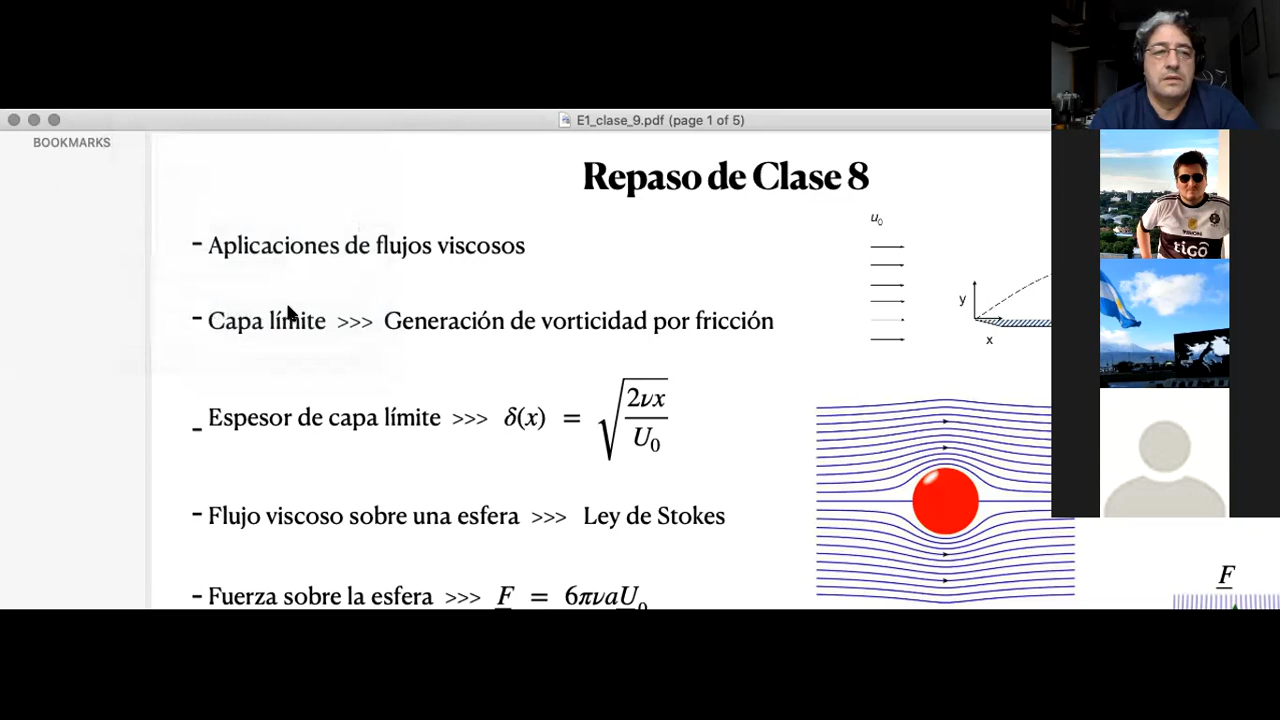 E1_clase_9.pdf (page 1 of 5)
BOOKMARKS
Repaso de Clase 8
- Aplicaciones de flujos viscosos
- Capa límite >>> Generación de vorticidad por fricción
- Espesor de capa límite >>> δ(x) = √(2νx / U₀)
- Flujo viscoso sobre una esfera >>> Ley de Stokes
- Fuerza sobre la esfera >>> F = 6πνaU₀
u₀
y
x
F
tigo